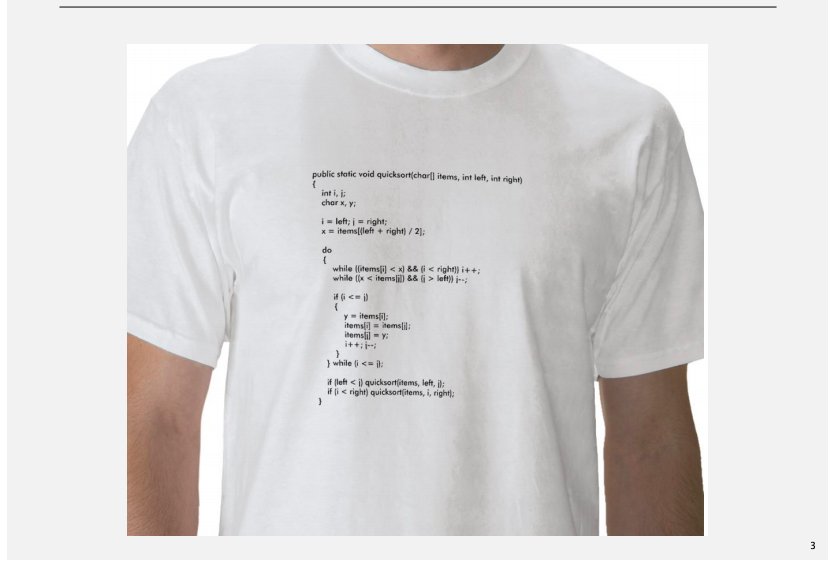 public static void quicksort(char[] items, int left, int right)
{
int i, j;
char x, y;
i = left; j = right;
x = items[(left + right) / 2];
do
{
while ((items[i] < x) && (i < right)) i++;
while ((x < items[j]) && (j > left)) j--;
if (i <= j)
{
y = items[i];
items[i] = items[j];
items[j] = y;
i++; j--;
}
} while (i <= j);
if (left < j) quicksort(items, left, j);
if (i < right) quicksort(items, i, right);
}
3